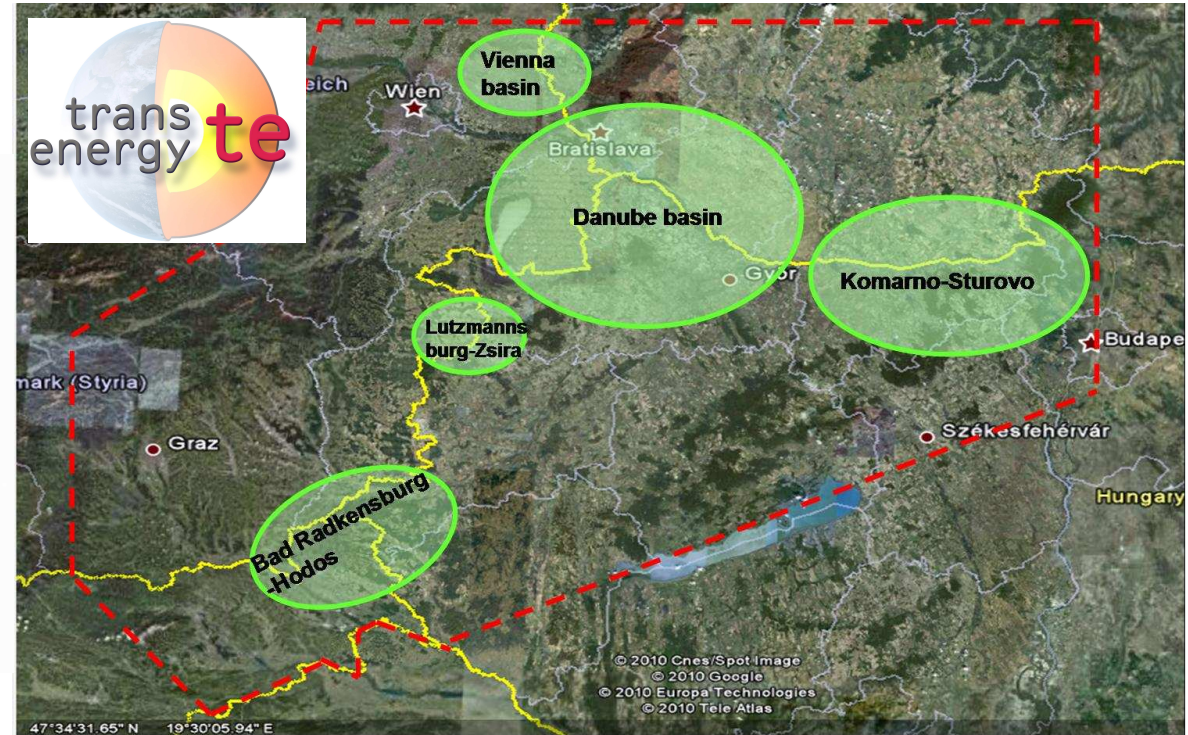 trans
energy
te
eich
Wien
Vienna
basin
Bratislava
Danube basin
Győr
Komarno-Sturovo
Lutzmanns
burg-Zsira
Budape
mark (Styria)
Graz
Székesfehérvár
Hungary
Bad Radkensburg
-Hodos
© 2010 Cnes/Spot Image
© 2010 Google
© 2010 Europa Technologies
© 2010 Tele Atlas
47°34'31.65" N 19°30'05.94" E